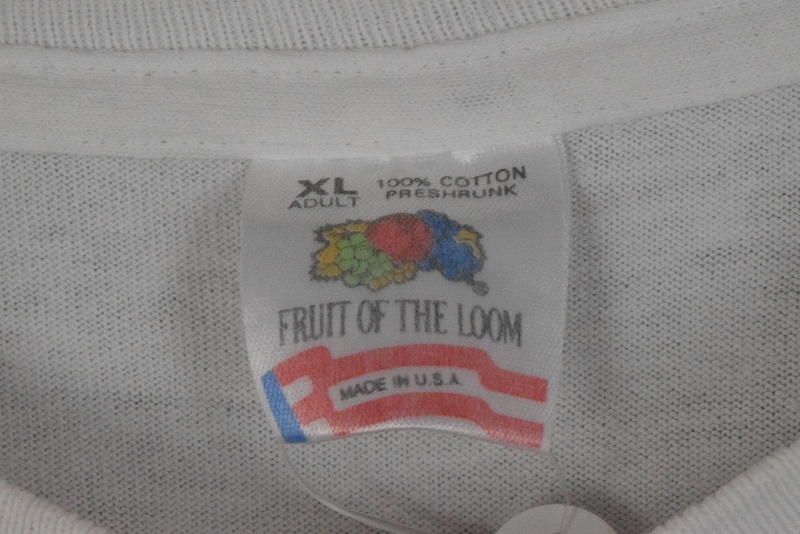 XL 100% COTTON
ADULT PRESHRUNK
FRUIT OF THE LOOM
MADE IN U.S.A.